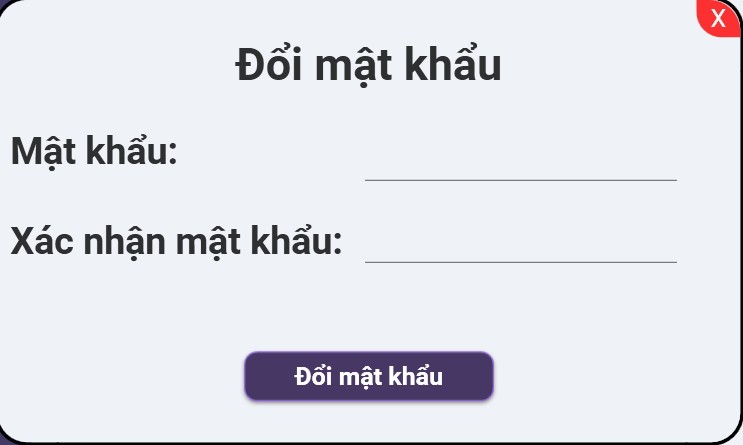 X
Đổi mật khẩu
Mật khẩu:
Xác nhận mật khẩu:
Đổi mật khẩu